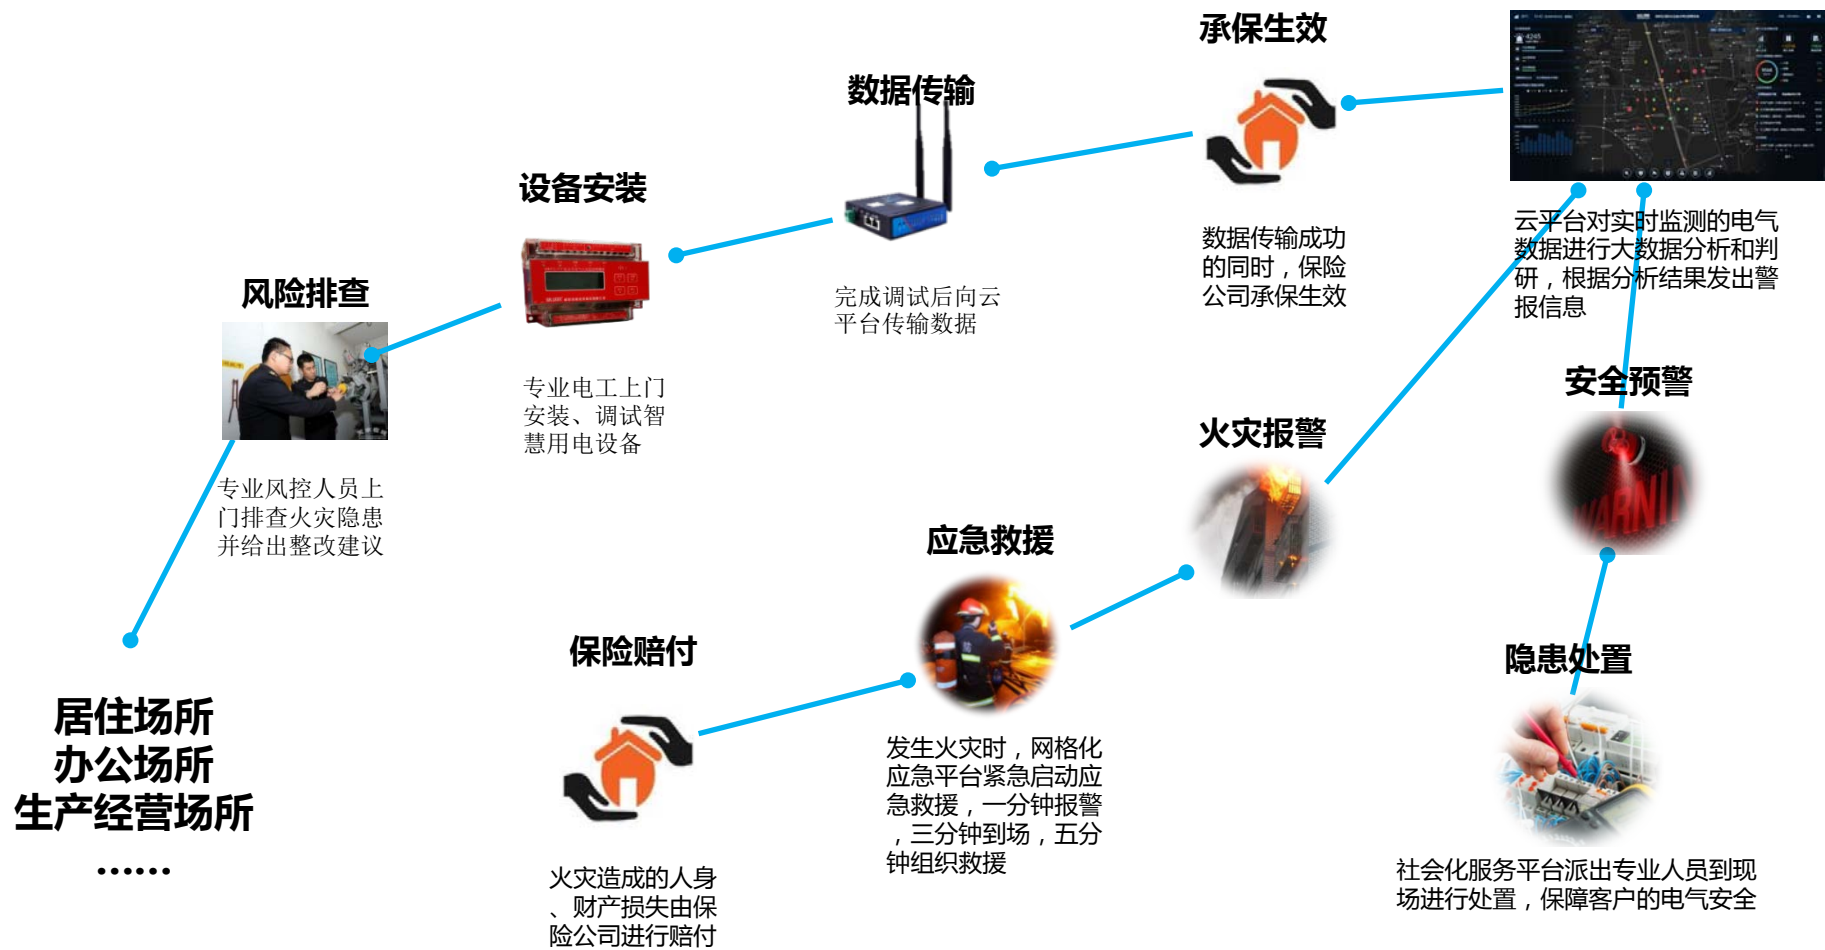 承保生效
数据传输
设备安装
风险排查
数据传输成功
的同时，保险
公司承保生效
云平台对实时监测的电气
数据进行大数据分析和判
研，根据分析结果发出警
报信息
完成调试后向云
平台传输数据
专业电工上门
安装、调试智
慧用电设备
专业风控人员上
门排查火灾隐患
并给出整改建议
安全预警
火灾报警
应急救援
保险赔付
隐患处置
WARNIN
居住场所
办公场所
生产经营场所
......
发生火灾时，网格化
应急平台紧急启动应
急救援，一分钟报警
，三分钟到场，五分
钟组织救援
火灾造成的人身
、财产损失由保
险公司进行赔付
社会化服务平台派出专业人员到现
场进行处置，保障客户的电气安全
4265